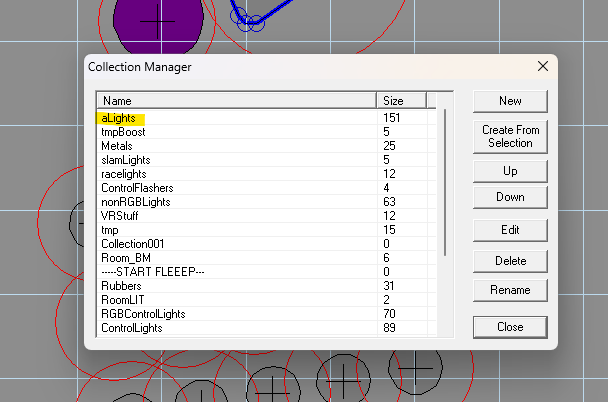 Collection Manager
Name Size
aLights 151
tmpBoost 5
Metals 25
slamLights 5
racelights 12
ControlFlashers 4
nonRGBLights 63
VRStuff 12
tmp 15
Collection001 0
Room_BM 6
-----START FLEEEP--- 0
Rubbers 31
RoomLIT 2
RGBControlLights 70
ControlLights 89
New
Create From
Selection
Up
Down
Edit
Delete
Rename
Close